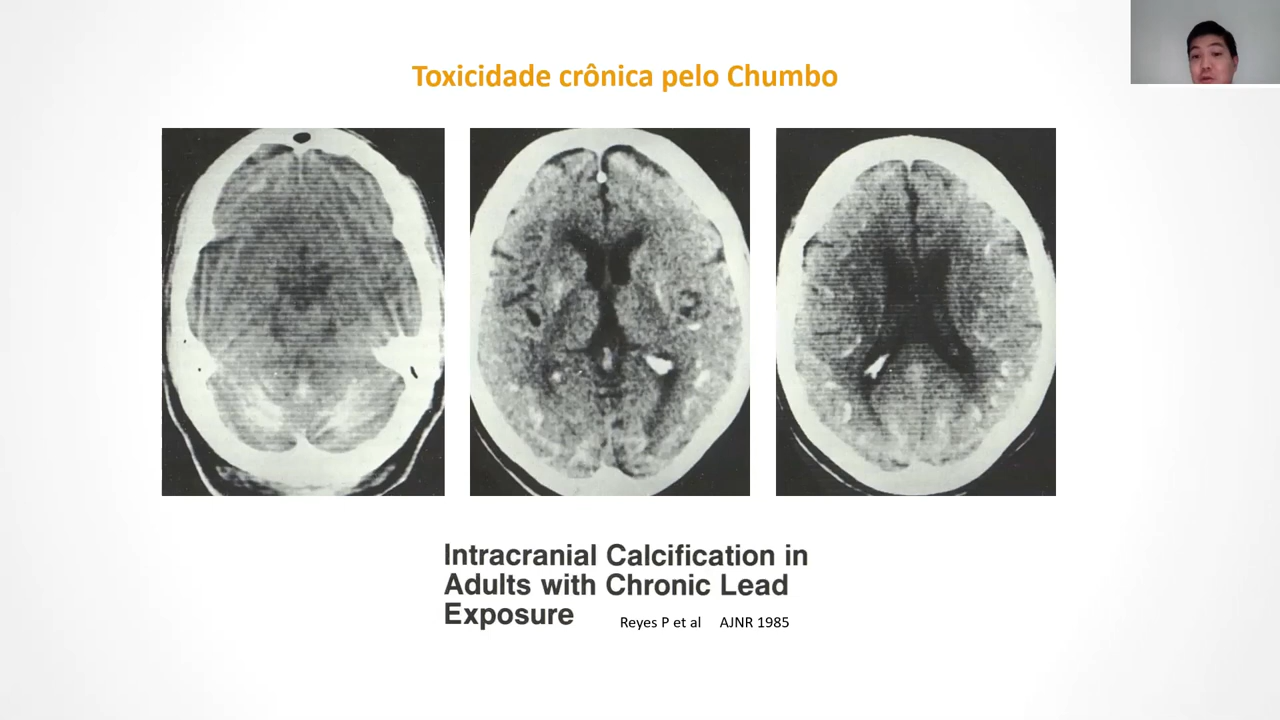 Toxicidade crônica pelo Chumbo
Intracranial Calcification in
Adults with Chronic Lead
Exposure
Reyes P et al AJNR 1985